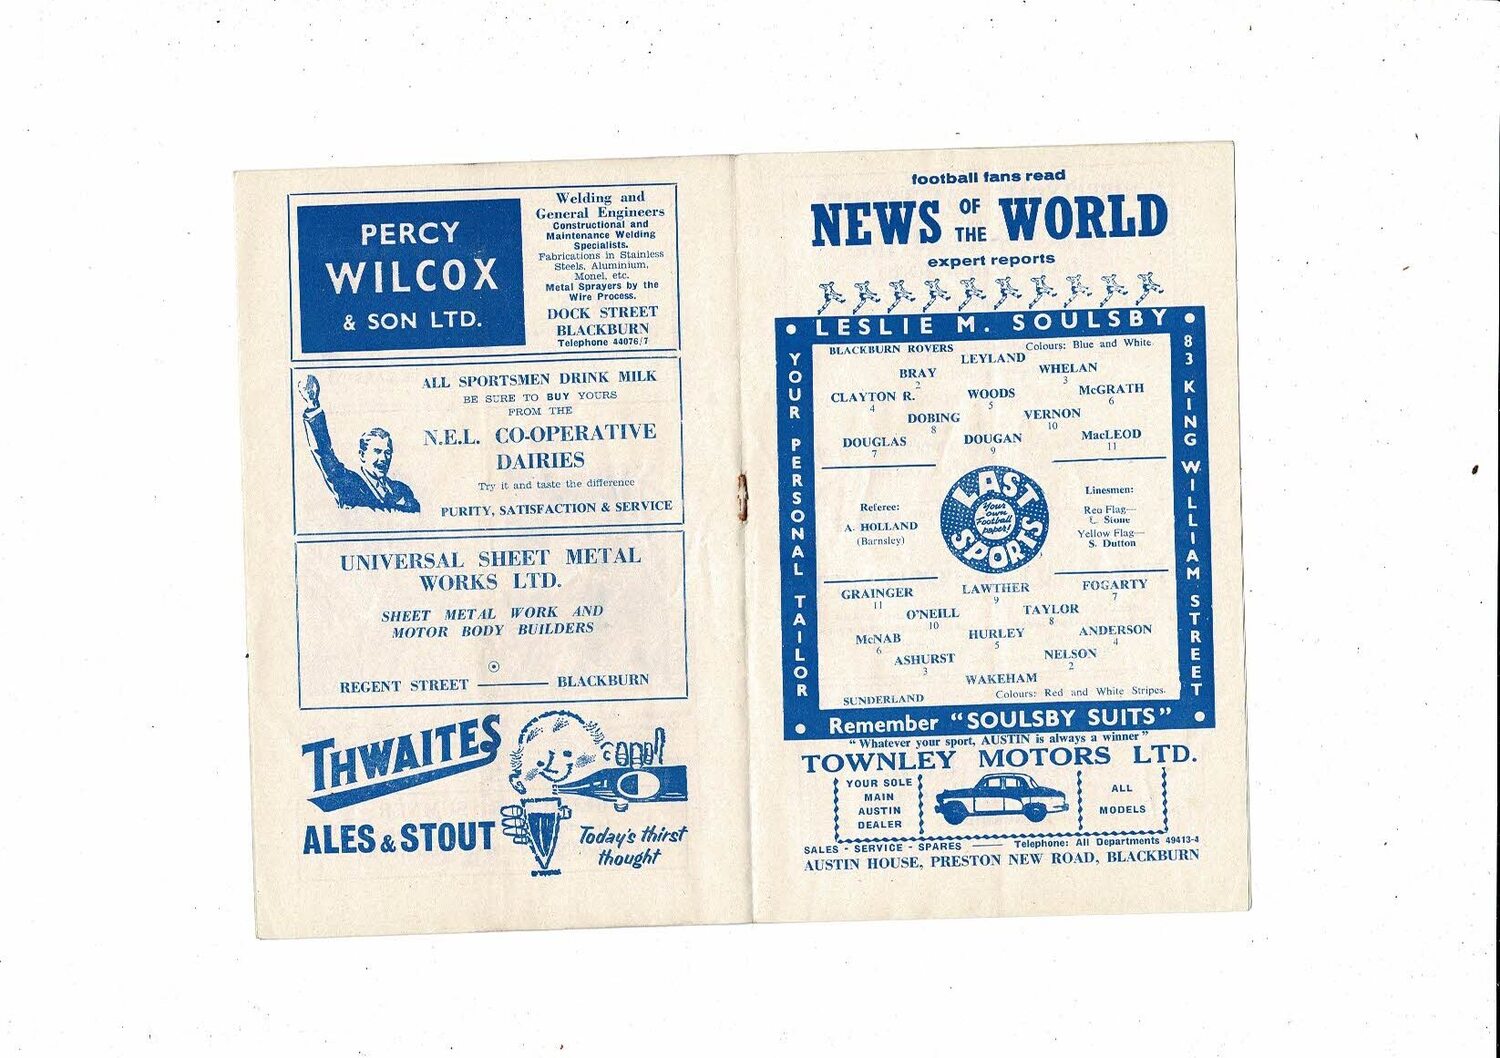 PERCY
WILCOX
& SON LTD.
Welding and
General Engineers
Constructional and
Maintenance Welding
Specialists.
Fabrications in Stainless
Steels, Aluminium,
Monel, etc.
Metal Sprayers by the
Wire Process.
DOCK STREET
BLACKBURN
Telephone 44076/7
ALL SPORTSMEN DRINK MILK
BE SURE TO BUY YOURS
FROM THE
N.E.L. CO-OPERATIVE
DAIRIES
Try it and taste the difference
PURITY, SATISFACTION & SERVICE
UNIVERSAL SHEET METAL
WORKS LTD.
SHEET METAL WORK AND
MOTOR BODY BUILDERS
REGENT STREET BLACKBURN
THWAITES
ALES & STOUT
Today's thirst
thought
football fans read
NEWS OF THE WORLD
expert reports
LESLIE M. SOULSBY
YOUR PERSONAL TAILOR
83 KING WILLIAM STREET
BLACKBURN ROVERS Colours: Blue and White
LEYLAND
BRAY WHELAN
2 3
CLAYTON R. WOODS McGRATH
4 5 6
DOBING VERNON
8 10
DOUGLAS DOUGAN MacLEOD
7 9 11
Referee:
A. HOLLAND
(Barnsley)
LAST
Your
own
Football
paper!
SPORTS
Linesmen:
Red Flag—
C. Stone
Yellow Flag—
S. Dutton
GRAINGER LAWTHER FOGARTY
11 9 7
O'NEILL TAYLOR
10 8
McNAB HURLEY ANDERSON
6 5 4
ASHURST NELSON
3 2
WAKEHAM
SUNDERLAND Colours: Red and White Stripes.
Remember "SOULSBY SUITS"
"Whatever your sport, AUSTIN is always a winner"
TOWNLEY MOTORS LTD.
YOUR SOLE
MAIN
AUSTIN
DEALER
ALL
MODELS
SALES - SERVICE - SPARES Telephone: All Departments 49413-4
AUSTIN HOUSE, PRESTON NEW ROAD, BLACKBURN